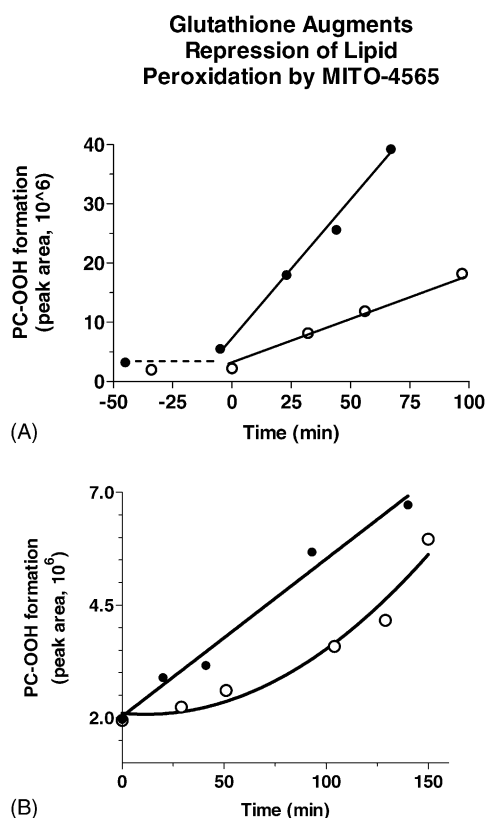 Glutathione Augments
Repression of Lipid
Peroxidation by MITO-4565
PC-OOH formation
(peak area, 10^6)
40
30
20
10
0
-50 -25 0 25 50 75 100
Time (min)
(A)
PC-OOH formation
(peak area, 10⁶)
7.0
4.5
2.0
0 50 100 150
Time (min)
(B)